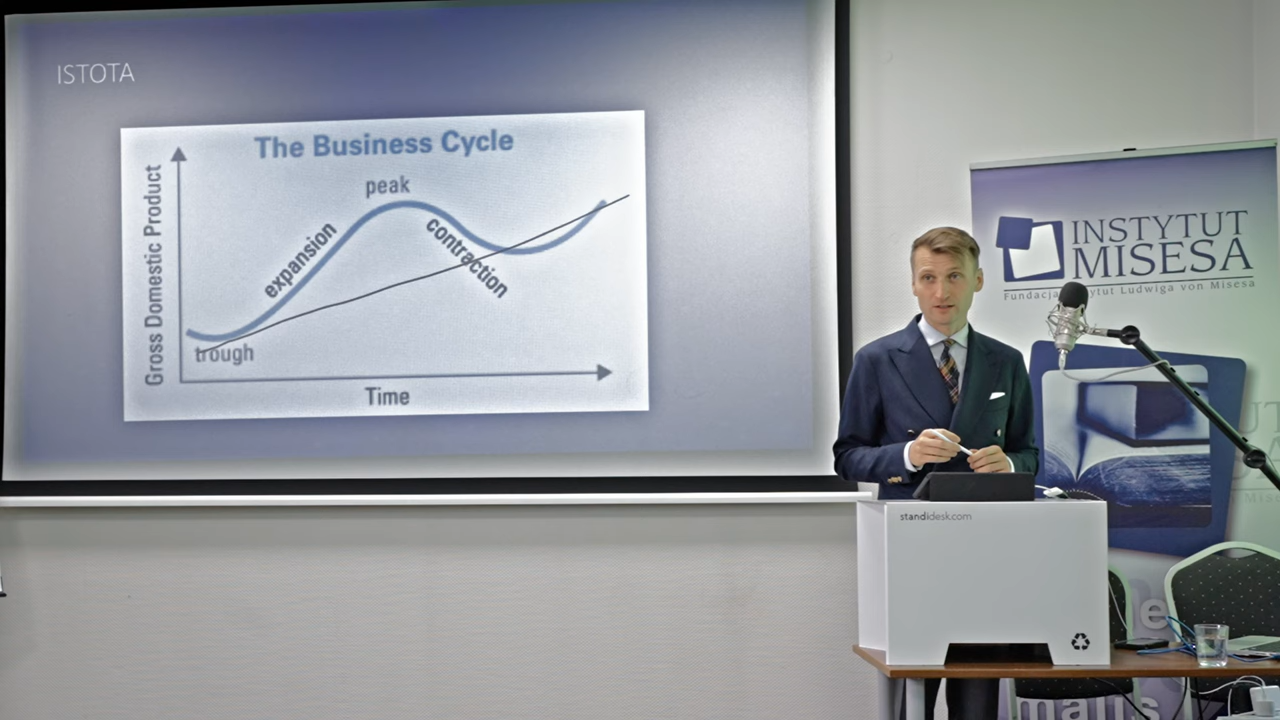 ISTOTA
The Business Cycle
Gross Domestic Product
peak
expansion
contraction
trough
Time
INSTYTUT
MISESA
Fundacja Instytut Ludwiga von Misesa
standidesk.com